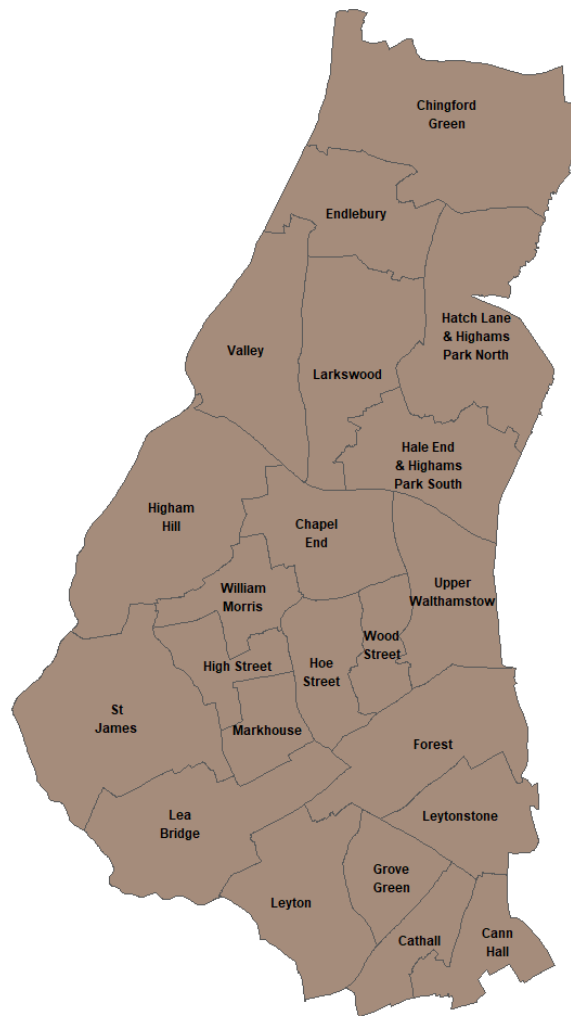 Chingford
Green
Endlebury
Hatch Lane
& Highams
Park North
Valley
Larkswood
Hale End
& Highams
Park South
Higham
Hill
Chapel
End
Upper
Walthamstow
William
Morris
Wood
Street
High Street
Hoe
Street
St
James
Markhouse
Forest
Lea
Bridge
Leytonstone
Grove
Green
Leyton
Cathall
Cann
Hall